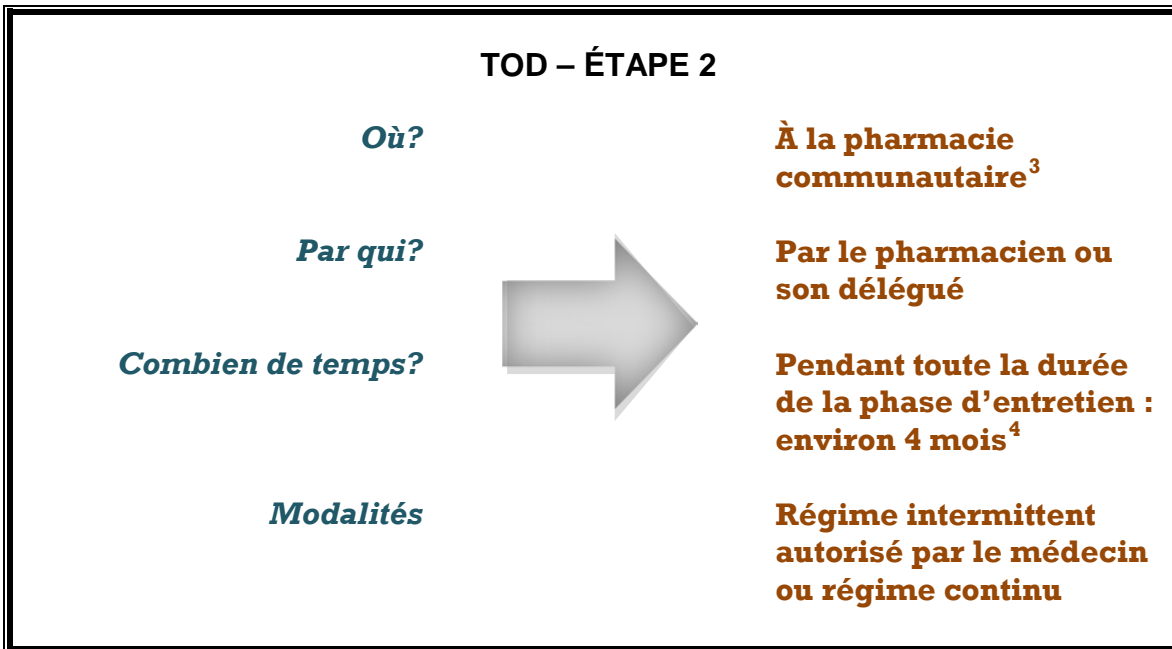 TOD – ÉTAPE 2
Où?
À la pharmacie
communautaire³
Par qui?
Par le pharmacien ou
son délégué
Combien de temps?
Pendant toute la durée
de la phase d’entretien :
environ 4 mois⁴
Modalités
Régime intermittent
autorisé par le médecin
ou régime continu